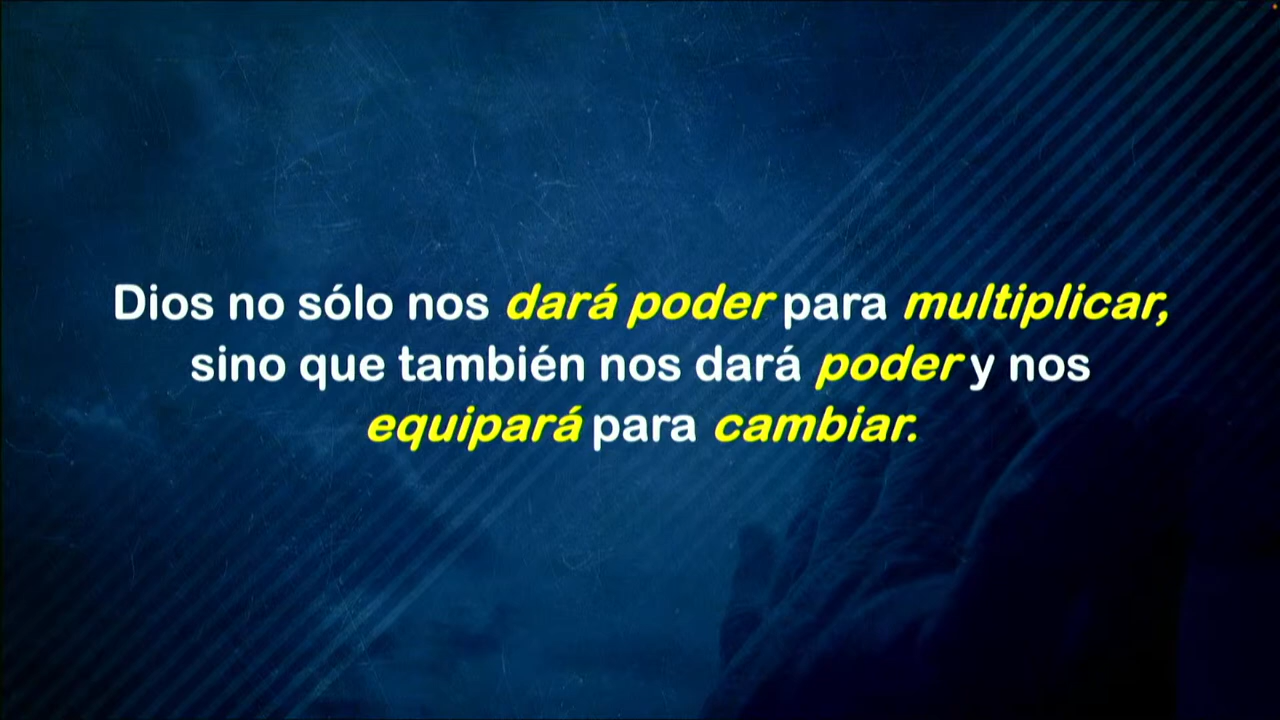 Dios no sólo nos dará poder para multiplicar,
sino que también nos dará poder y nos
equipará para cambiar.